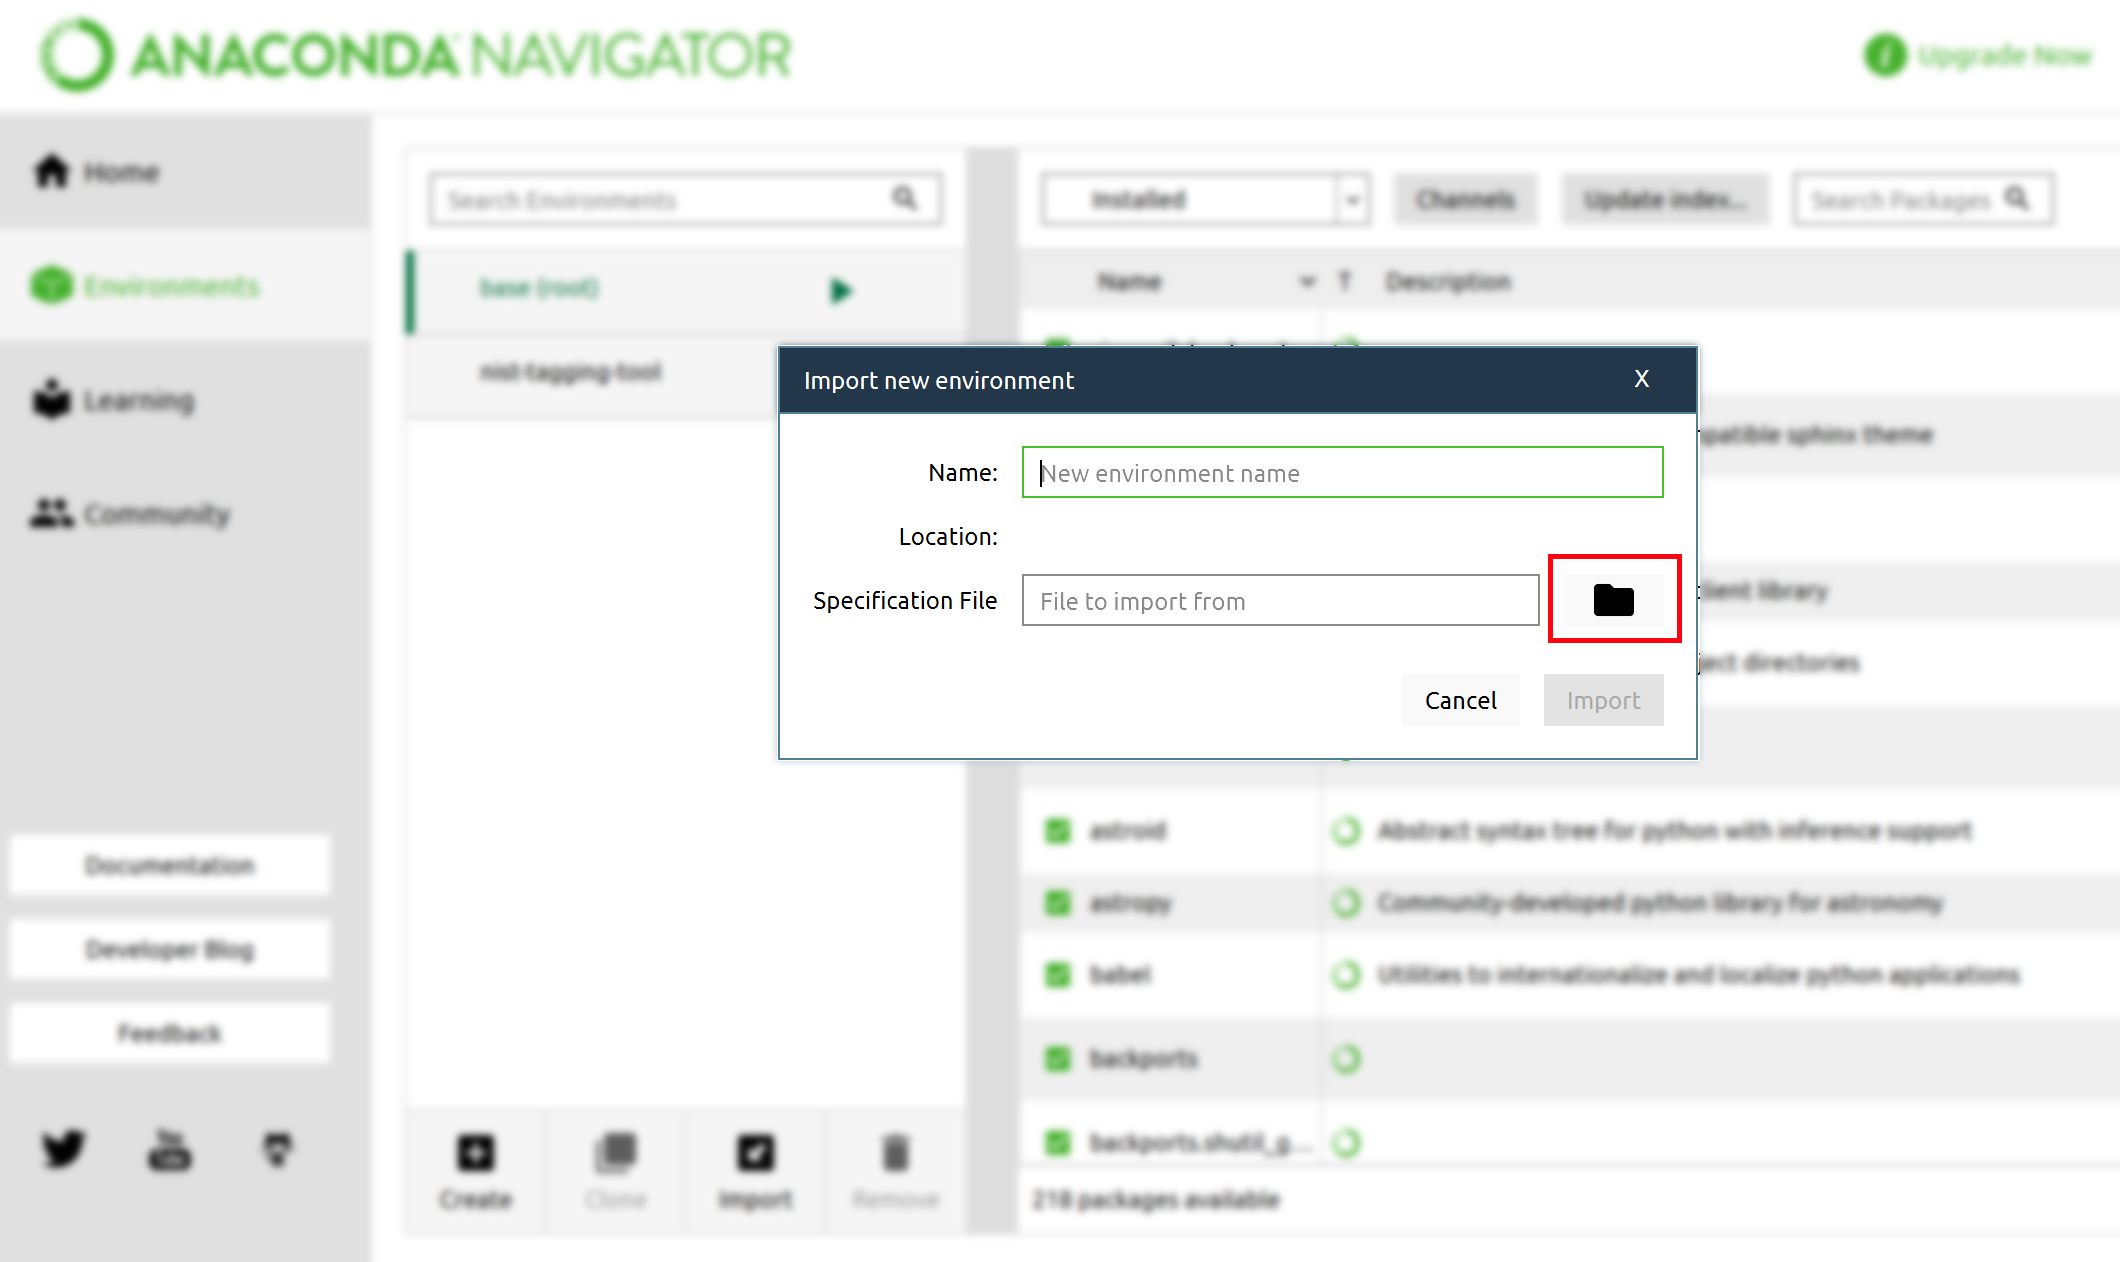 ANACONDA NAVIGATOR
Upgrade Now
Home
Environments
Learning
Community
Documentation
Developer Blog
Feedback
Search Environments
base (root)
nist-tagging-tool
Create
Clone
Import
Remove
Installed
Channels
Update index...
Search Packages
Name T Description
patible sphinx theme
client library
ject directories
astroid Abstract syntax tree for python with inference support
astropy Community-developed python library for astronomy
babel Utilities to internationalize and localize python applications
backports
backports.shutil_g...
218 packages available
Import new environment X
Name: New environment name
Location:
Specification File File to import from
Cancel Import